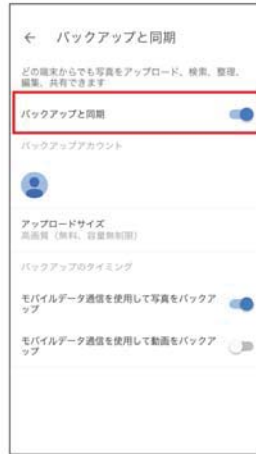 ← バックアップと同期
どの端末からでも写真をアップロード、検索、整理、
編集、共有できます
バックアップと同期
バックアップアカウント
アップロードサイズ
高画質（無料、容量無制限）
バックアップのタイミング
モバイルデータ通信を使用して写真をバックア
ップ
モバイルデータ通信を使用して動画をバックア
ップ